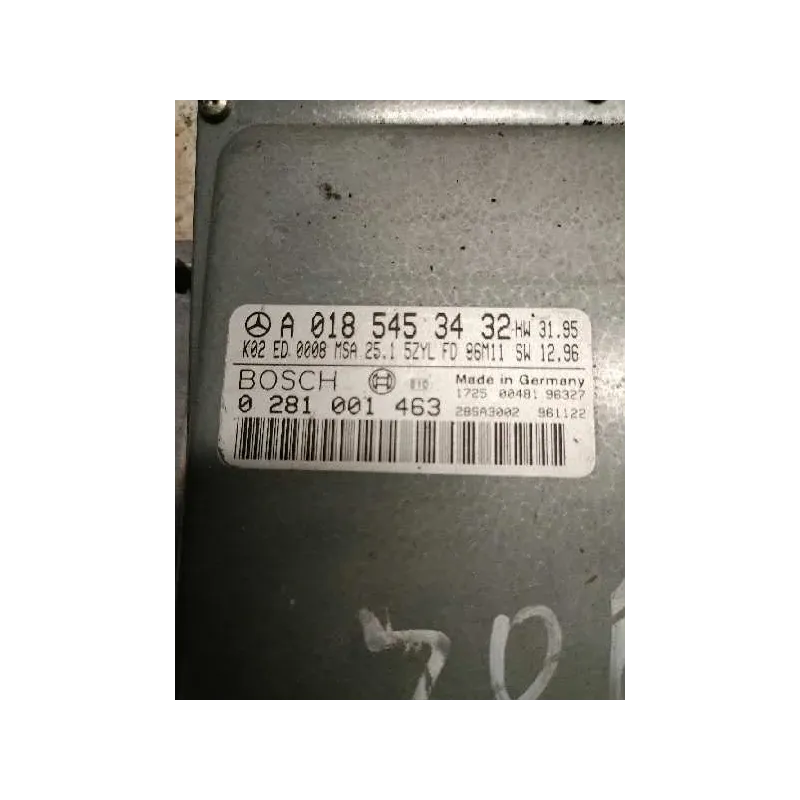 A 018 545 34 32 HW 31.95
K02 ED 0008 MSA 25.1 5ZYL FD 96M11 SW 12.96
BOSCH Made in Germany
1725 00481 96327
0 281 001 463 28SA3002 961122